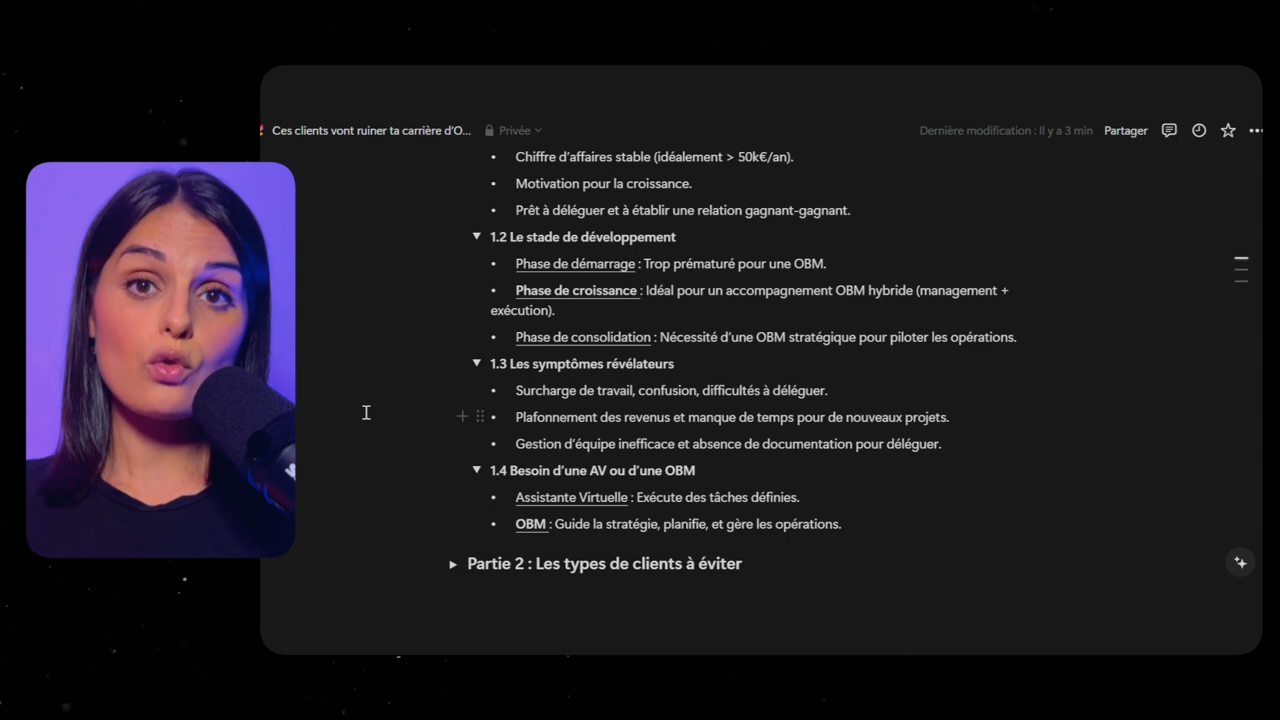 Ces clients vont ruiner ta carrière d'O... Privée Dernière modification : Il y a 3 min Partager
• Chiffre d'affaires stable (idéalement > 50k€/an).
• Motivation pour la croissance.
• Prêt à déléguer et à établir une relation gagnant-gagnant.
1.2 Le stade de développement
• Phase de démarrage : Trop prématuré pour une OBM.
• Phase de croissance : Idéal pour un accompagnement OBM hybride (management +
exécution).
• Phase de consolidation : Nécessité d'une OBM stratégique pour piloter les opérations.
1.3 Les symptômes révélateurs
• Surcharge de travail, confusion, difficultés à déléguer.
• Plafonnement des revenus et manque de temps pour de nouveaux projets.
• Gestion d'équipe inefficace et absence de documentation pour déléguer.
1.4 Besoin d'une AV ou d'une OBM
• Assistante Virtuelle : Exécute des tâches définies.
• OBM : Guide la stratégie, planifie, et gère les opérations.
Partie 2 : Les types de clients à éviter